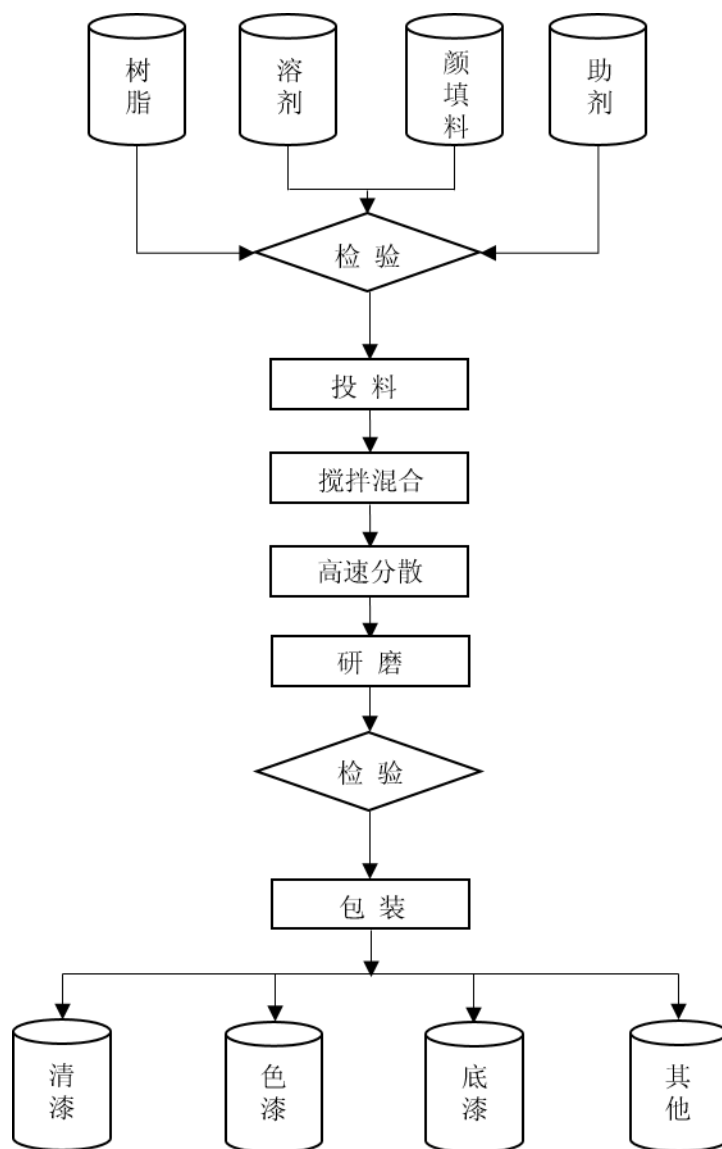 树脂
溶剂
颜填料
助剂
检 验
投 料
搅拌混合
高速分散
研 磨
检 验
包 装
清漆
色漆
底漆
其他